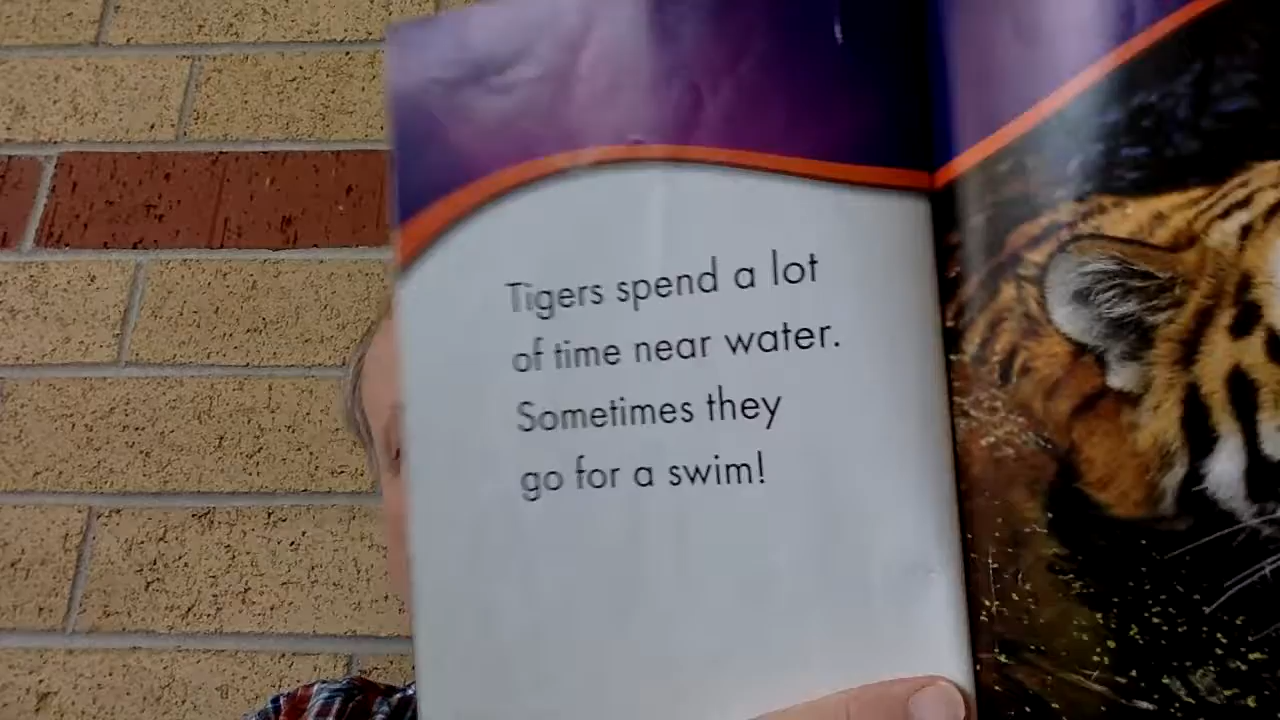 Tigers spend a lot
of time near water.
Sometimes they
go for a swim!